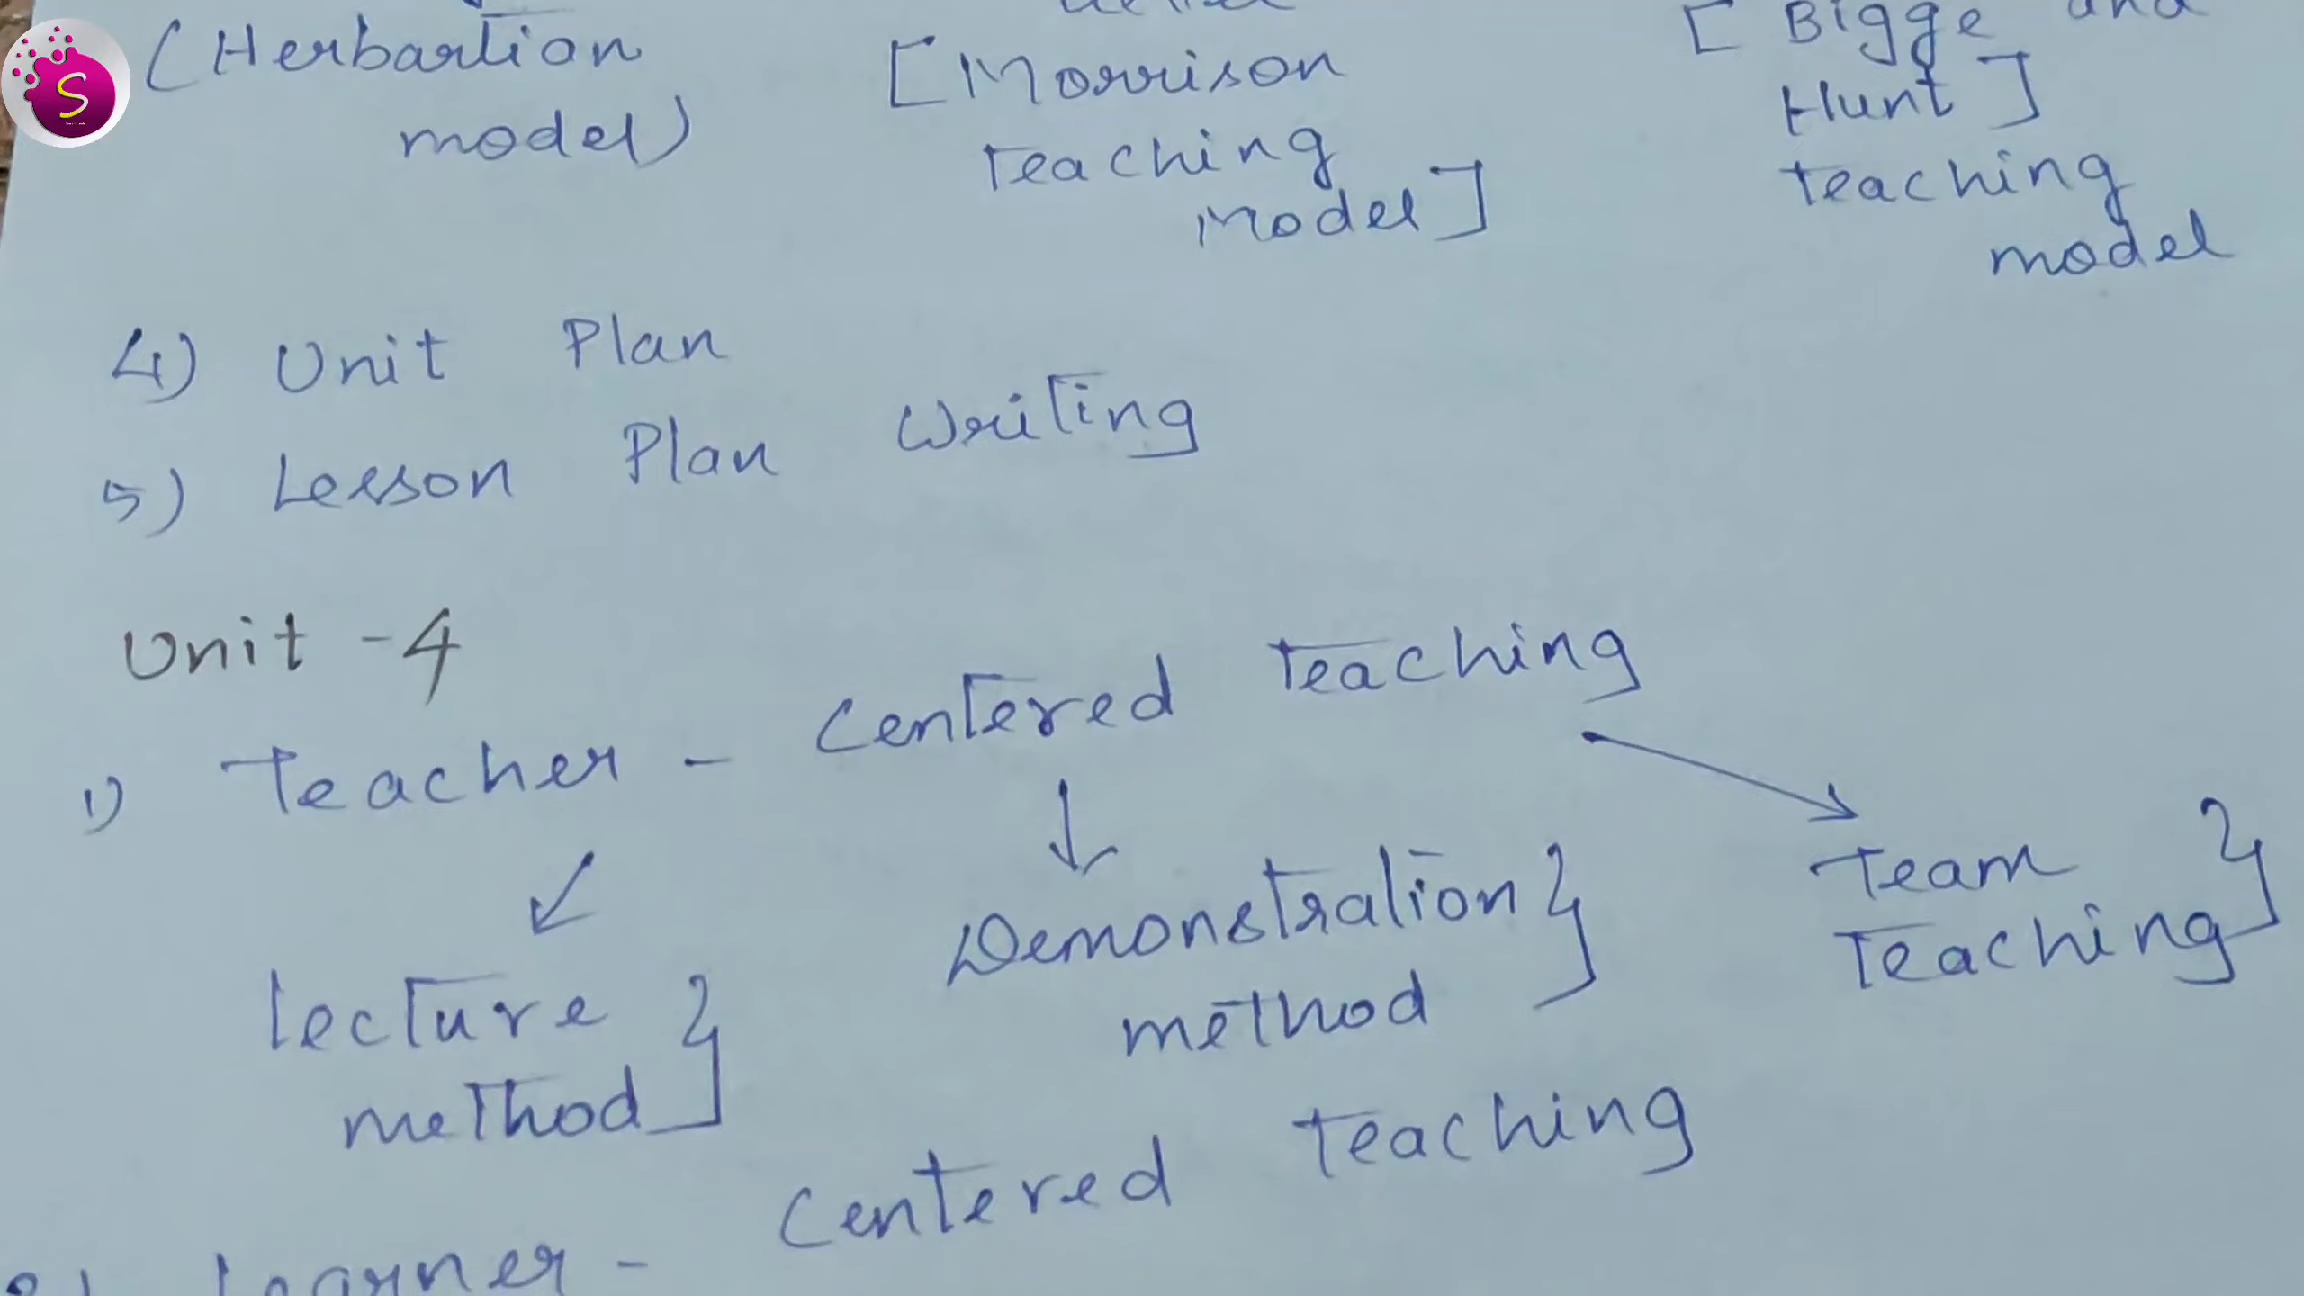 (Herbartian
model)
[Morrison
teaching
model]
[Bigge and
Hunt]
teaching
model
4) Unit Plan
5) Lesson Plan Writing
Unit -4
1) Teacher - centered teaching
lecture
method}
Demonstration}
method
Team
Teaching}
Learner - centered teaching
S